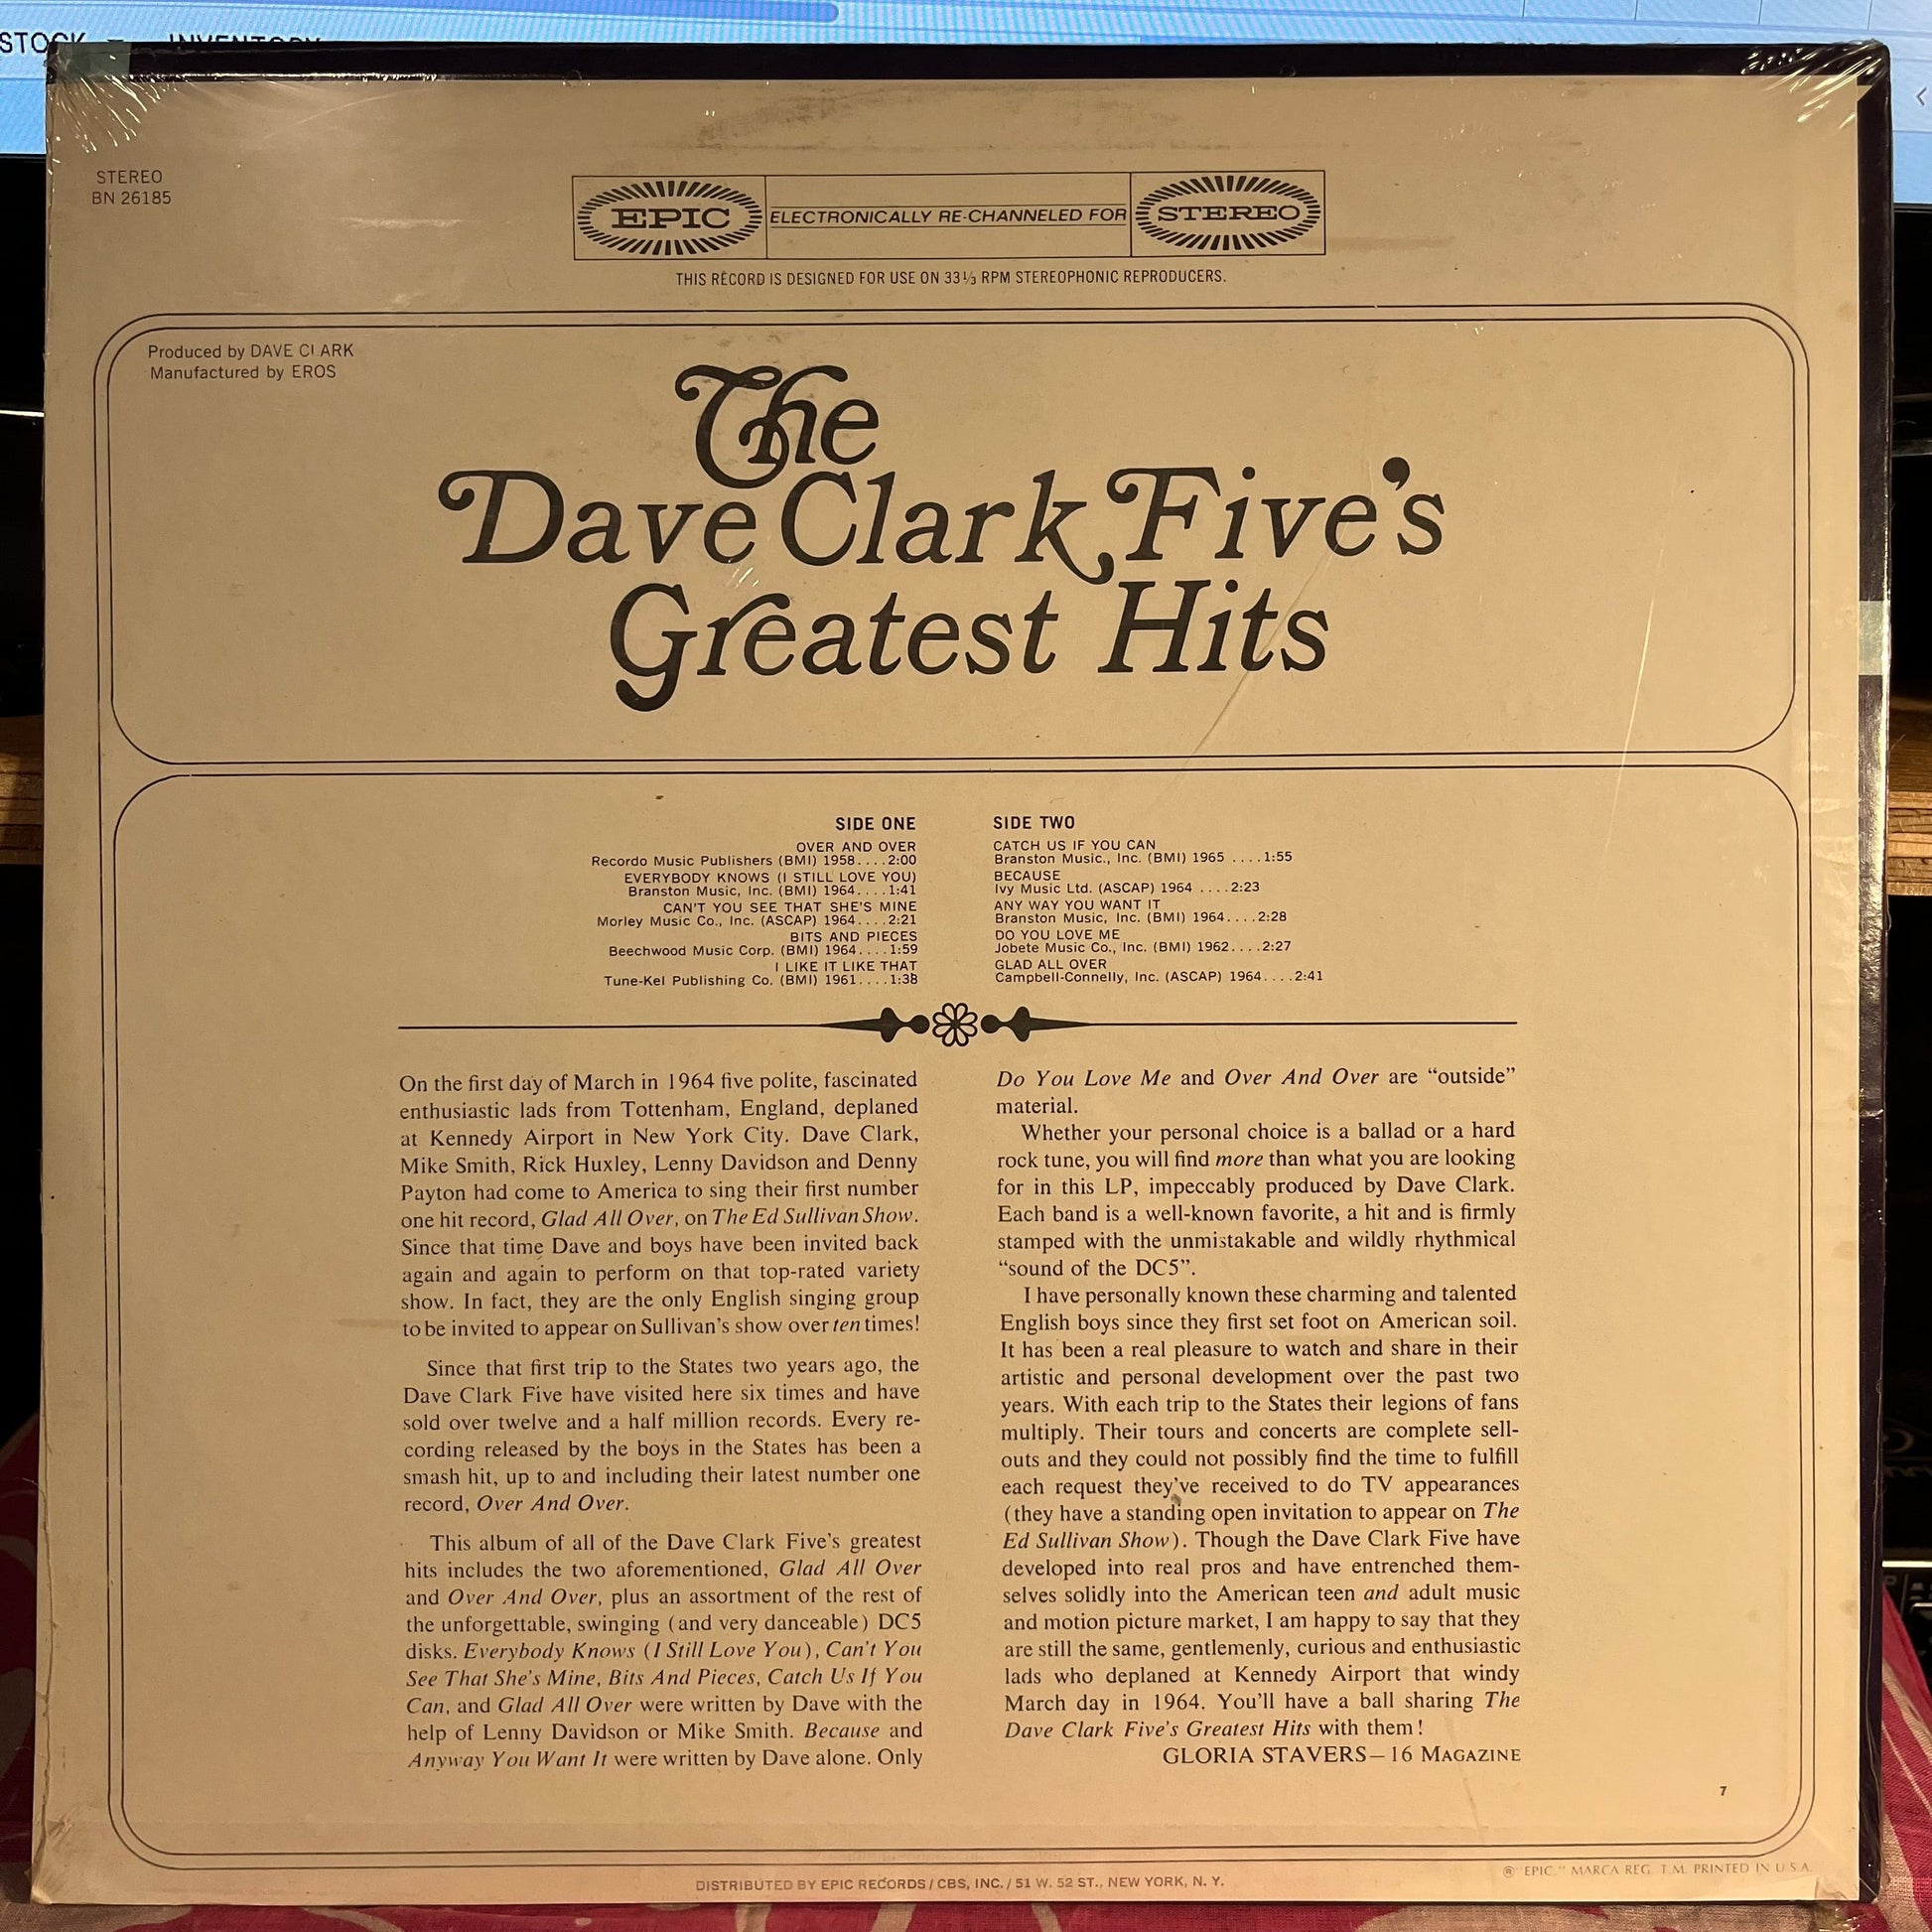 STOCK
INVENTORY
STEREO
BN 26185
EPIC
ELECTRONICALLY RE-CHANNELED FOR
STEREO
THIS RECORD IS DESIGNED FOR USE ON 33⅓ RPM STEREOPHONIC REPRODUCERS.
Produced by DAVE CLARK
Manufactured by EROS
The
Dave Clark Five's
Greatest Hits
SIDE ONE
OVER AND OVER
Recordo Music Publishers (BMI) 1958....2:00
EVERYBODY KNOWS (I STILL LOVE YOU)
Branston Music, Inc. (BMI) 1964....1:41
CAN'T YOU SEE THAT SHE'S MINE
Morley Music Co., Inc. (ASCAP) 1964....2:21
BITS AND PIECES
Beechwood Music Corp. (BMI) 1964....1:59
I LIKE IT LIKE THAT
Tune-Kel Publishing Co. (BMI) 1961....1:38
SIDE TWO
CATCH US IF YOU CAN
Branston Music., Inc. (BMI) 1965 ....1:55
BECAUSE
Ivy Music Ltd. (ASCAP) 1964 ....2:23
ANY WAY YOU WANT IT
Branston Music, Inc. (BMI) 1964....2:28
DO YOU LOVE ME
Jobete Music Co., Inc. (BMI) 1962....2:27
GLAD ALL OVER
Campbell-Connelly, Inc. (ASCAP) 1964....2:41
On the first day of March in 1964 five polite, fascinated
enthusiastic lads from Tottenham, England, deplaned
at Kennedy Airport in New York City. Dave Clark,
Mike Smith, Rick Huxley, Lenny Davidson and Denny
Payton had come to America to sing their first number
one hit record, Glad All Over, on The Ed Sullivan Show.
Since that time Dave and boys have been invited back
again and again to perform on that top-rated variety
show. In fact, they are the only English singing group
to be invited to appear on Sullivan's show over ten times!
Since that first trip to the States two years ago, the
Dave Clark Five have visited here six times and have
sold over twelve and a half million records. Every re-
cording released by the boys in the States has been a
smash hit, up to and including their latest number one
record, Over And Over.
This album of all of the Dave Clark Five's greatest
hits includes the two aforementioned, Glad All Over
and Over And Over, plus an assortment of the rest of
the unforgettable, swinging (and very danceable) DC5
disks. Everybody Knows (I Still Love You), Can't You
See That She's Mine, Bits And Pieces, Catch Us If You
Can, and Glad All Over were written by Dave with the
help of Lenny Davidson or Mike Smith. Because and
Anyway You Want It were written by Dave alone. Only
Do You Love Me and Over And Over are “outside”
material.
Whether your personal choice is a ballad or a hard
rock tune, you will find more than what you are looking
for in this LP, impeccably produced by Dave Clark.
Each band is a well-known favorite, a hit and is firmly
stamped with the unmistakable and wildly rhythmical
“sound of the DC5”.
I have personally known these charming and talented
English boys since they first set foot on American soil.
It has been a real pleasure to watch and share in their
artistic and personal development over the past two
years. With each trip to the States their legions of fans
multiply. Their tours and concerts are complete sell-
outs and they could not possibly find the time to fulfill
each request they've received to do TV appearances
(they have a standing open invitation to appear on The
Ed Sullivan Show). Though the Dave Clark Five have
developed into real pros and have entrenched them-
selves solidly into the American teen and adult music
and motion picture market, I am happy to say that they
are still the same, gentlemenly, curious and enthusiastic
lads who deplaned at Kennedy Airport that windy
March day in 1964. You'll have a ball sharing The
Dave Clark Five's Greatest Hits with them!
GLORIA STAVERS—16 MAGAZINE
7
® "EPIC," MARCA REG. T.M. PRINTED IN U.S.A.
DISTRIBUTED BY EPIC RECORDS / CBS, INC. / 51 W. 52 ST., NEW YORK, N. Y.